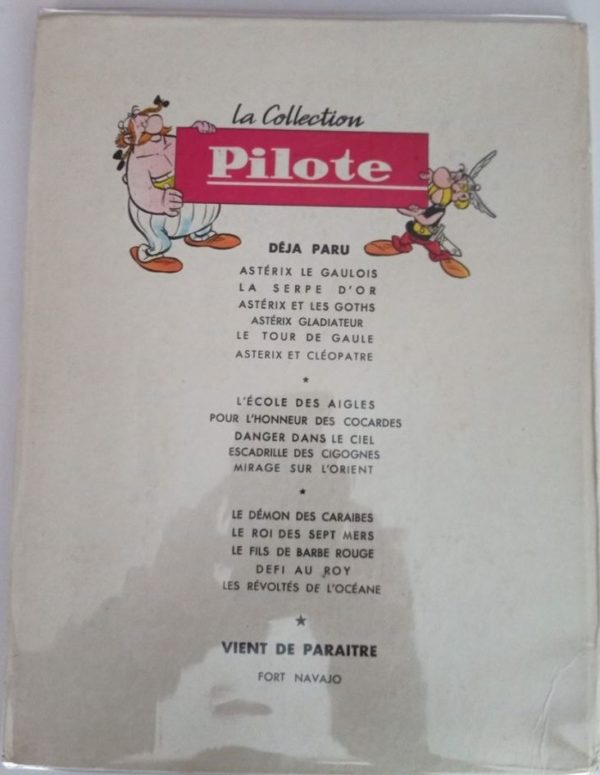 La Collection
Pilote
DÉJA PARU
ASTÉRIX LE GAULOIS
LA SERPE D'OR
ASTÉRIX ET LES GOTHS
ASTÉRIX GLADIATEUR
LE TOUR DE GAULE
ASTERIX ET CLÉOPATRE
★
L'ÉCOLE DES AIGLES
POUR L'HONNEUR DES COCARDES
DANGER DANS LE CIEL
ESCADRILLE DES CIGOGNES
MIRAGE SUR L'ORIENT
★
LE DÉMON DES CARAIBES
LE ROI DES SEPT MERS
LE FILS DE BARBE ROUGE
DEFI AU ROY
LES RÉVOLTÉS DE L'OCÉANE
★
VIENT DE PARAITRE
FORT NAVAJO